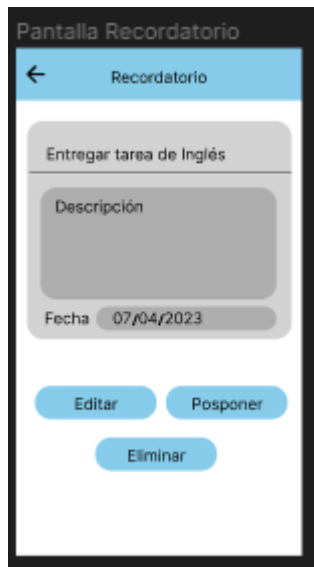 Pantalla Recordatorio
Recordatorio
Entregar tarea de Inglés
Descripción
Fecha 07/04/2023
Editar Posponer
Eliminar